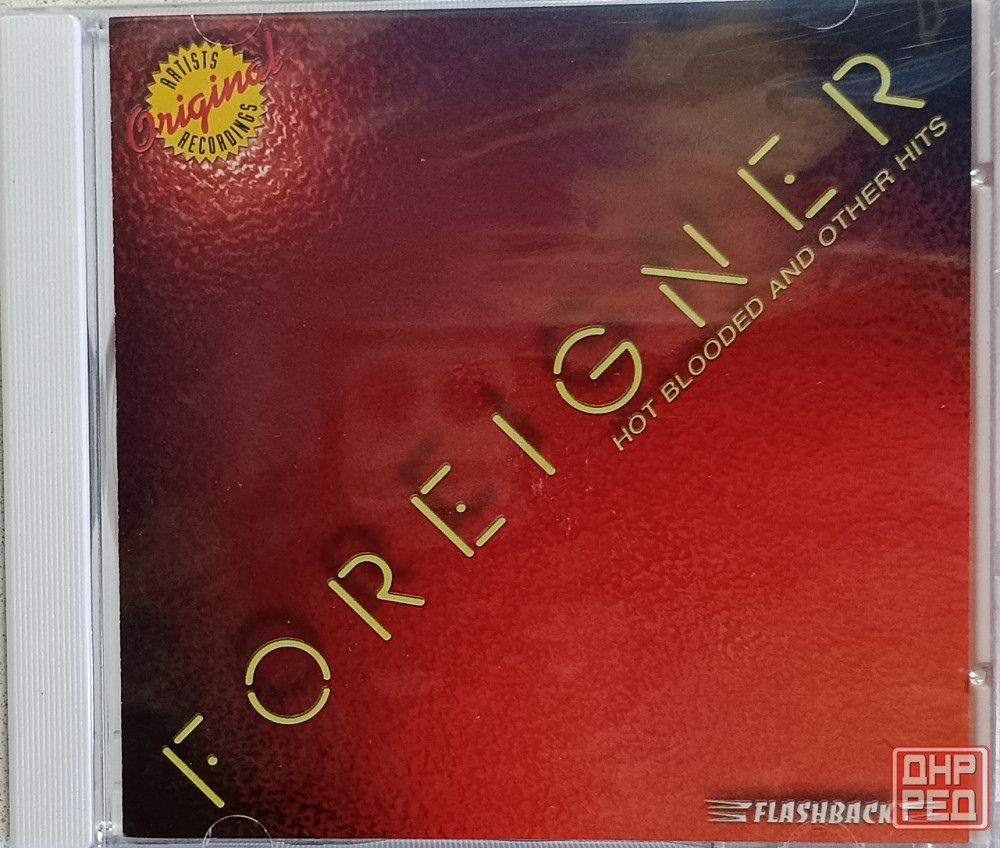 ARTISTS
Original
RECORDINGS
FOREIGNER
HOT BLOODED AND OTHER HITS
FLASHBACK
ДНР
РЕД